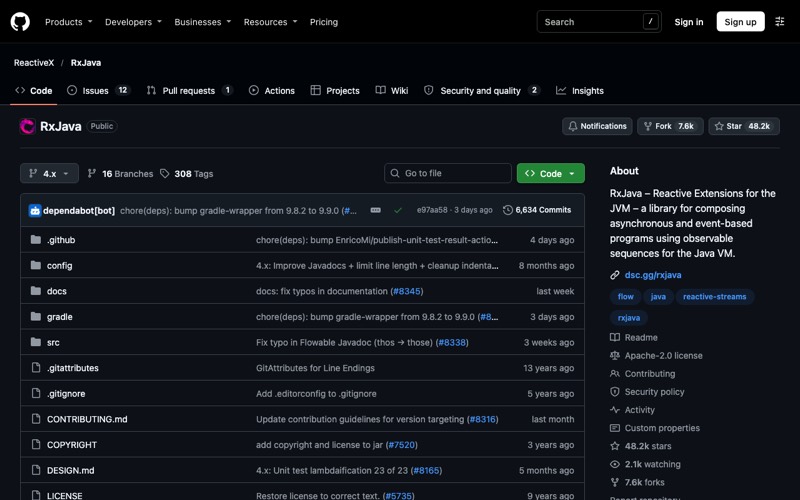 Products Developers Businesses Resources Pricing Search / Sign in Sign up
ReactiveX / RxJava
Code Issues 12 Pull requests 1 Actions Projects Wiki Security and quality 2 Insights
RxJava Public Notifications Fork 7.6k Star 48.2k
4.x 16 Branches 308 Tags Go to file Code
dependabot[bot] chore(deps): bump gradle-wrapper from 9.8.2 to 9.9.0 (#... e97aa58 · 3 days ago 6,634 Commits
.github chore(deps): bump EnricoMi/publish-unit-test-result-actio... 4 days ago
config 4.x: Improve Javadocs + limit line length + cleanup indenta... 8 months ago
docs docs: fix typos in documentation (#8345) last week
gradle chore(deps): bump gradle-wrapper from 9.8.2 to 9.9.0 (#8... 3 days ago
src Fix typo in Flowable Javadoc (thos → those) (#8338) 3 weeks ago
.gitattributes GitAttributes for Line Endings 13 years ago
.gitignore Add .editorconfig to .gitignore 5 years ago
CONTRIBUTING.md Update contribution guidelines for version targeting (#8316) last month
COPYRIGHT add copyright and license to jar (#7520) 3 years ago
DESIGN.md 4.x: Unit test lambdaification 23 of 23 (#8165) 5 months ago
LICENSE Restore license to correct text. (#5735) 9 years ago
About
RxJava – Reactive Extensions for the
JVM – a library for composing
asynchronous and event-based
programs using observable
sequences for the Java VM.
dsc.gg/rxjava
flow java reactive-streams
rxjava
Readme
Apache-2.0 license
Contributing
Security policy
Activity
Custom properties
48.2k stars
2.1k watching
7.6k forks
Report repository